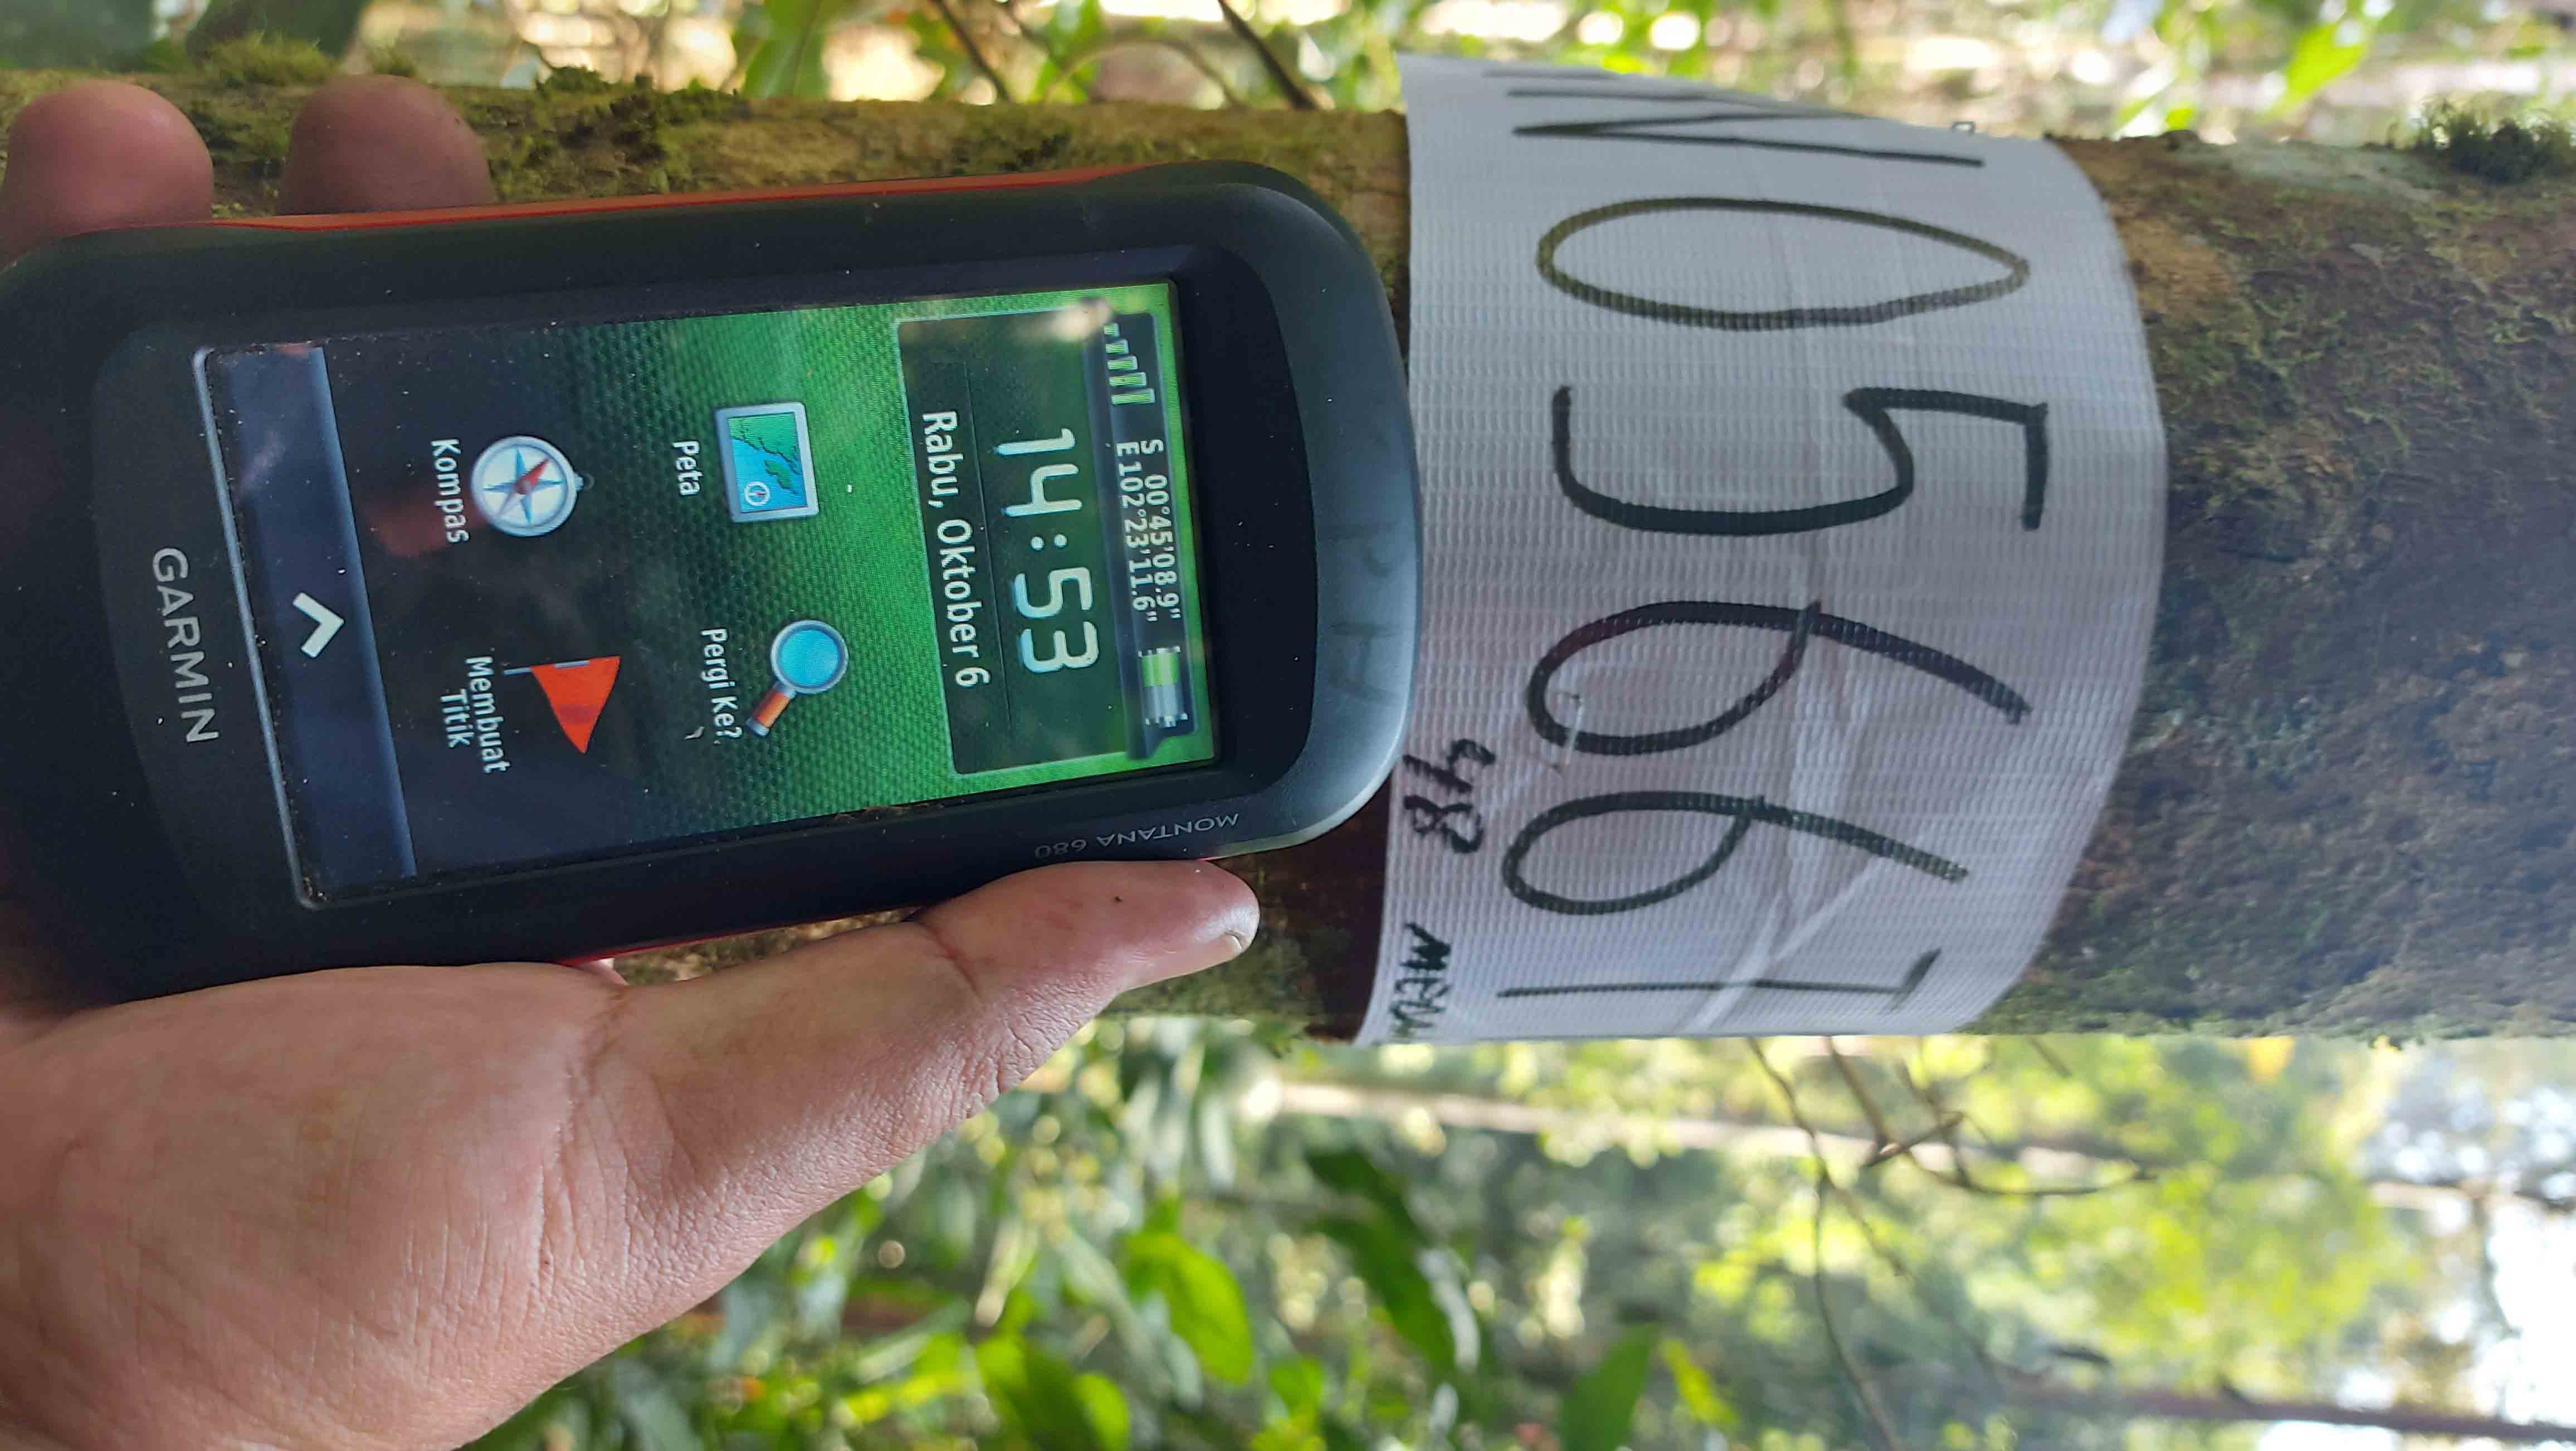 N0566T
48
PH
MONTANA 680
S 00°45'08.9"
E 102°23'11.6"
14:53
Rabu, Oktober 6
Peta
Pergi Ke?
Kompas
Membuat
Titik
GARMIN